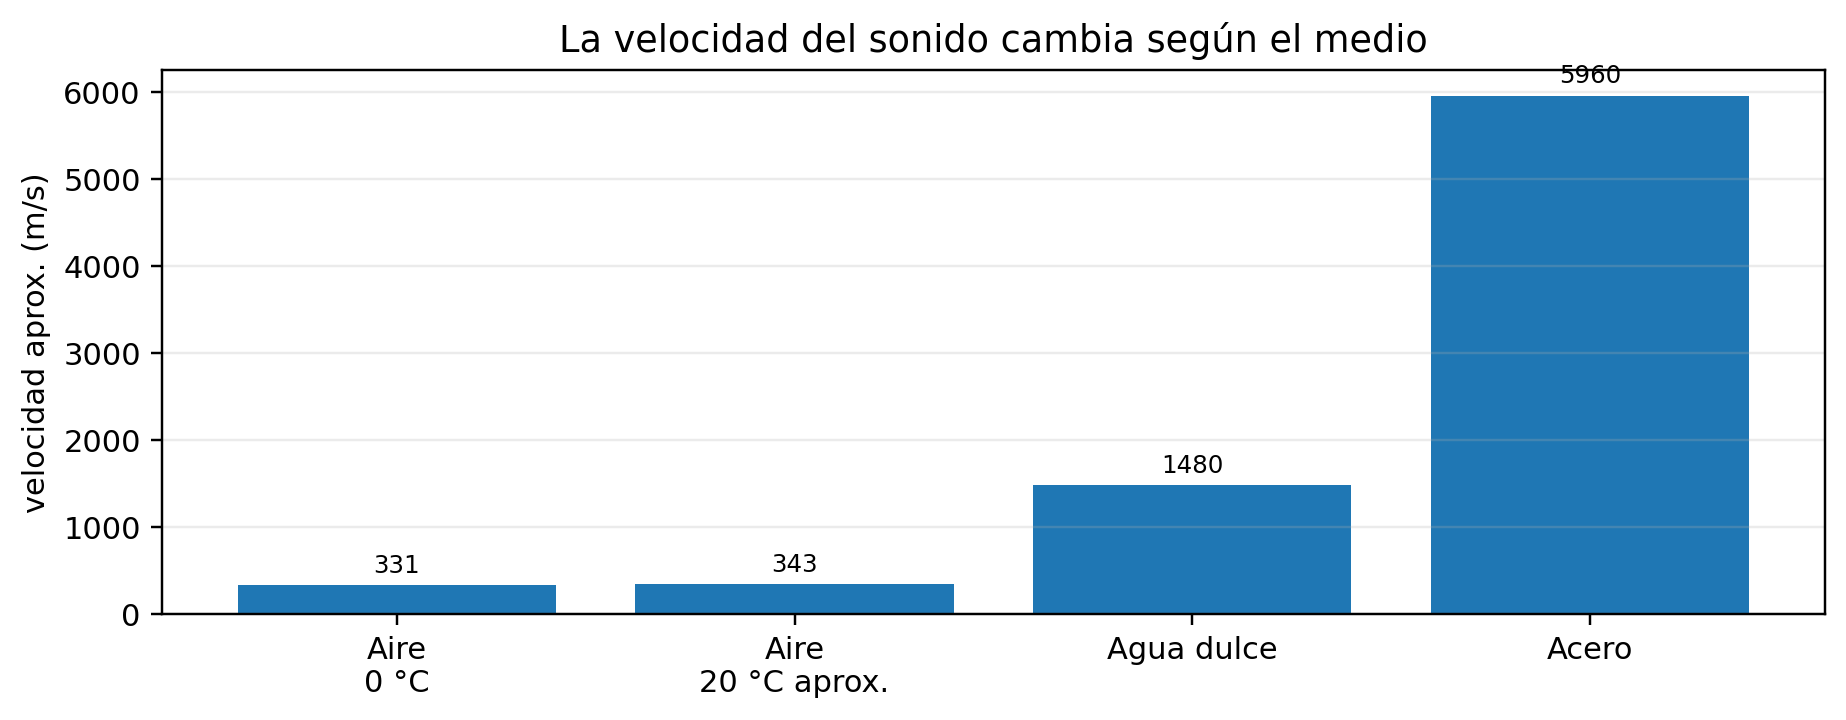 La velocidad del sonido cambia según el medio
velocidad aprox. (m/s)
6000
5000
4000
3000
2000
1000
0
331
343
1480
5960
Aire
0 °C
Aire
20 °C aprox.
Agua dulce
Acero